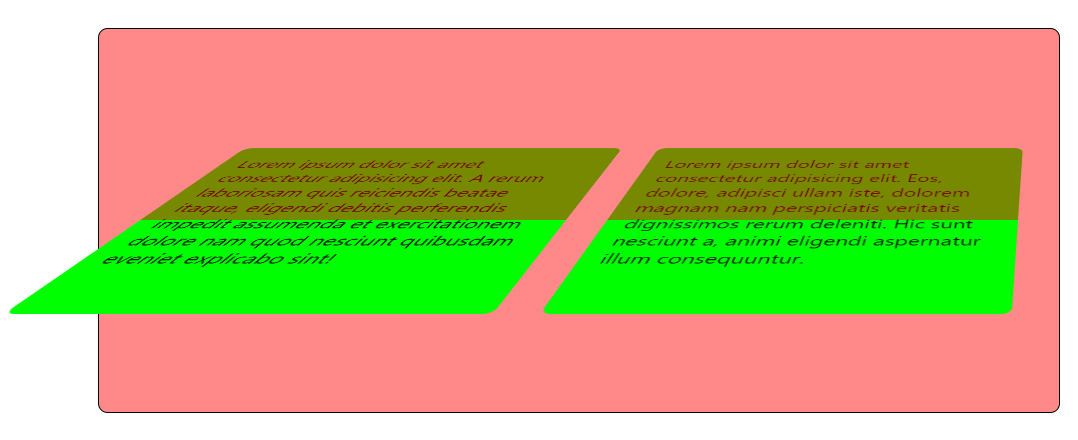 Lorem ipsum dolor sit amet
consectetur adipisicing elit. A rerum
laboriosam quis reiciendis beatae
itaque, eligendi debitis perferendis
impedit assumenda et exercitationem
dolore nam quod nesciunt quibusdam
eveniet explicabo sint!
Lorem ipsum dolor sit amet
consectetur adipisicing elit. Eos,
dolore, adipisci ullam iste, dolorem
magnam nam perspiciatis veritatis
dignissimos rerum deleniti. Hic sunt
nesciunt a, animi eligendi aspernatur
illum consequuntur.